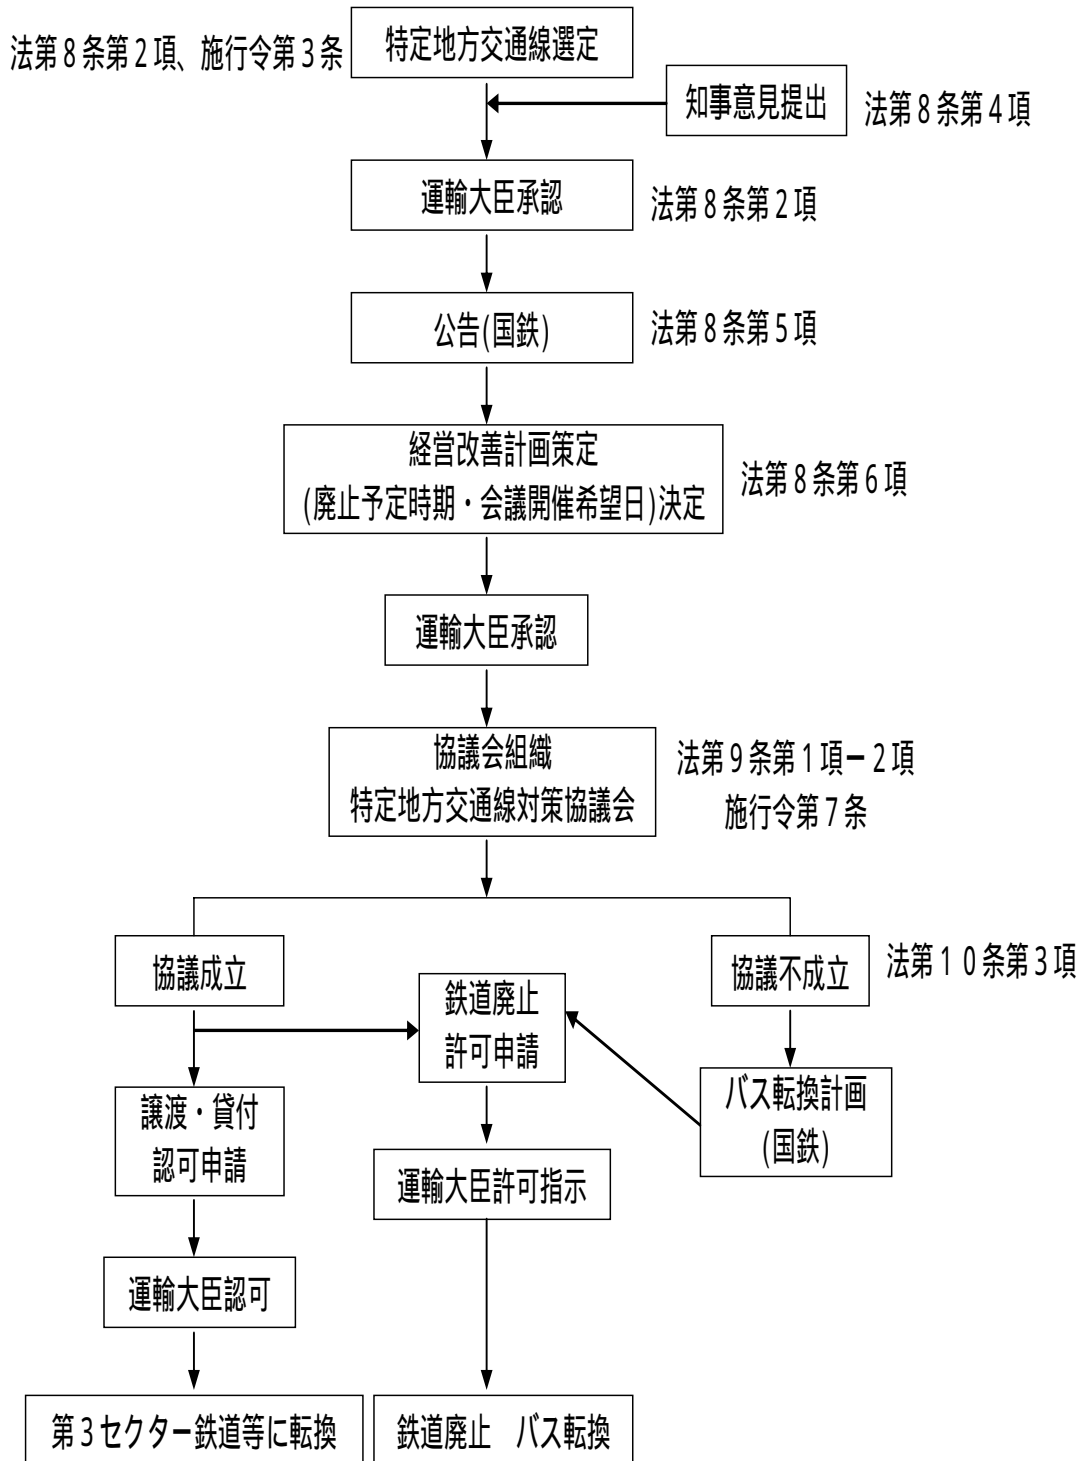 法第８条第２項、施行令第３条
特定地方交通線選定
知事意見提出
法第８条第４項
運輸大臣承認
法第８条第２項
公告(国鉄)
法第８条第５項
経営改善計画策定
(廃止予定時期・会議開催希望日)決定
法第８条第６項
運輸大臣承認
協議会組織
特定地方交通線対策協議会
法第９条第１項ー２項
施行令第７条
協議成立
協議不成立
法第１０条第３項
鉄道廃止
許可申請
譲渡・貸付
認可申請
バス転換計画
(国鉄)
運輸大臣許可指示
運輸大臣認可
第３セクター鉄道等に転換
鉄道廃止　バス転換